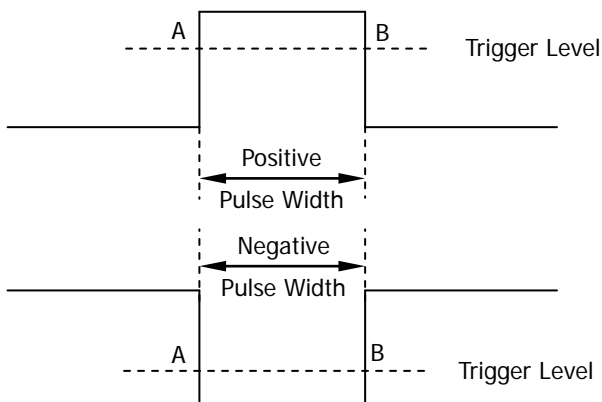 A
B
Trigger Level
Positive
Pulse Width
Negative
Pulse Width
A
B
Trigger Level